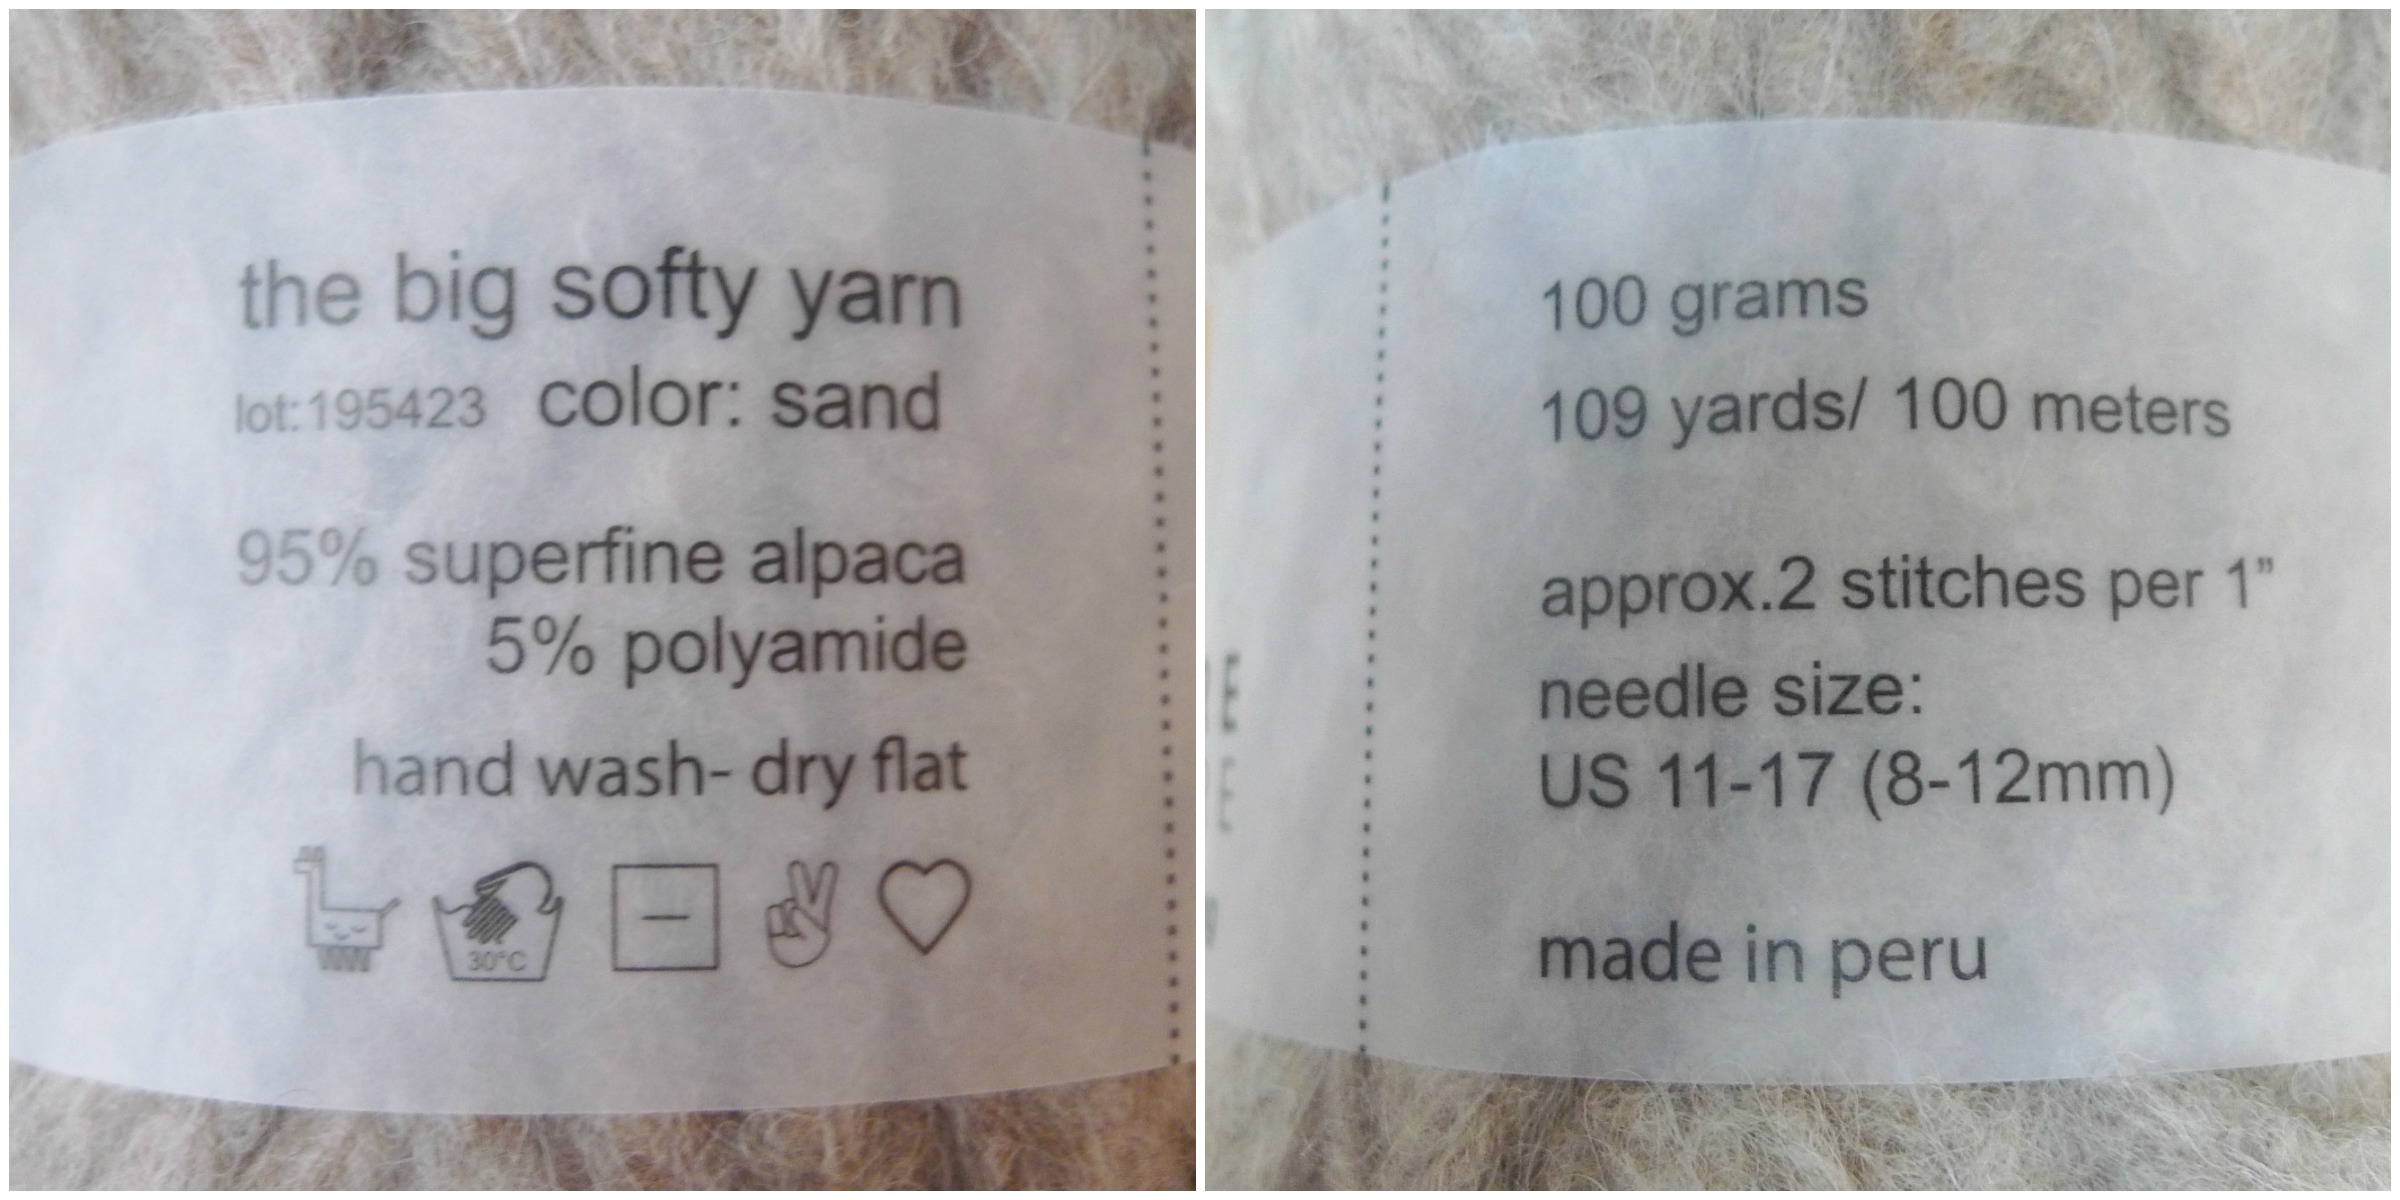 the big softy yarn
lot:195423 color: sand
95% superfine alpaca
5% polyamide
hand wash- dry flat
30°C
100 grams
109 yards/ 100 meters
approx.2 stitches per 1”
needle size:
US 11-17 (8-12mm)
made in peru